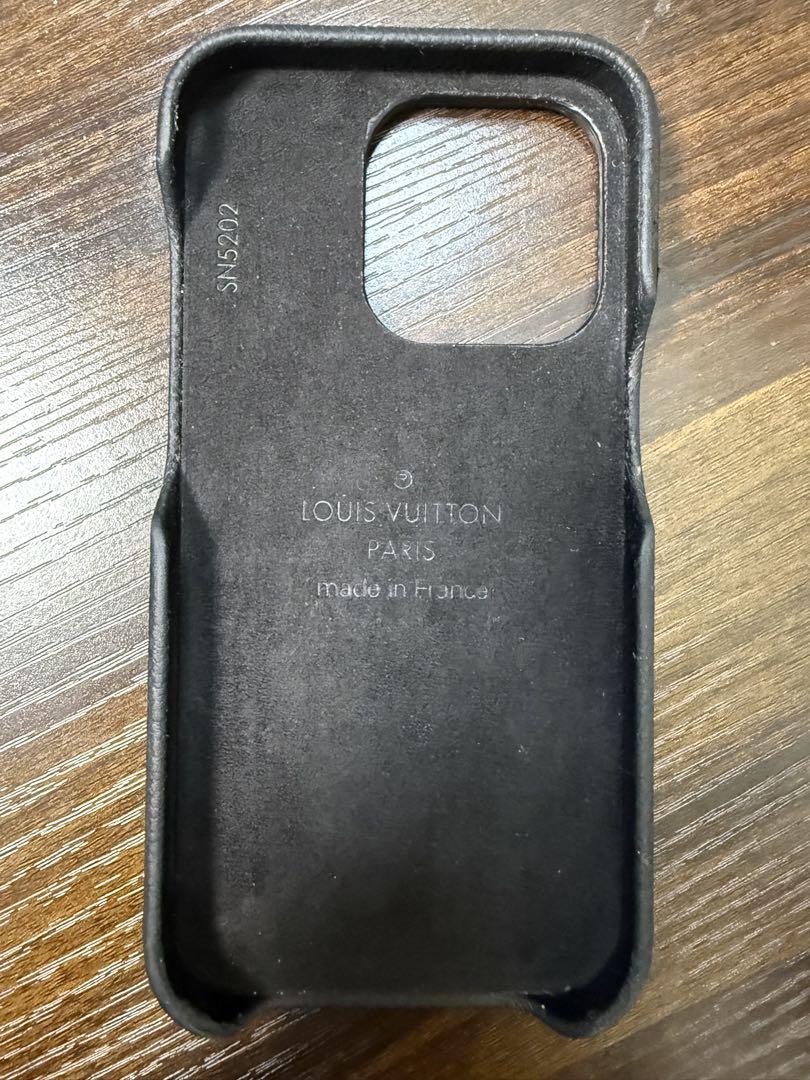 SN5202
LOUIS VUITTON
PARIS
made in France